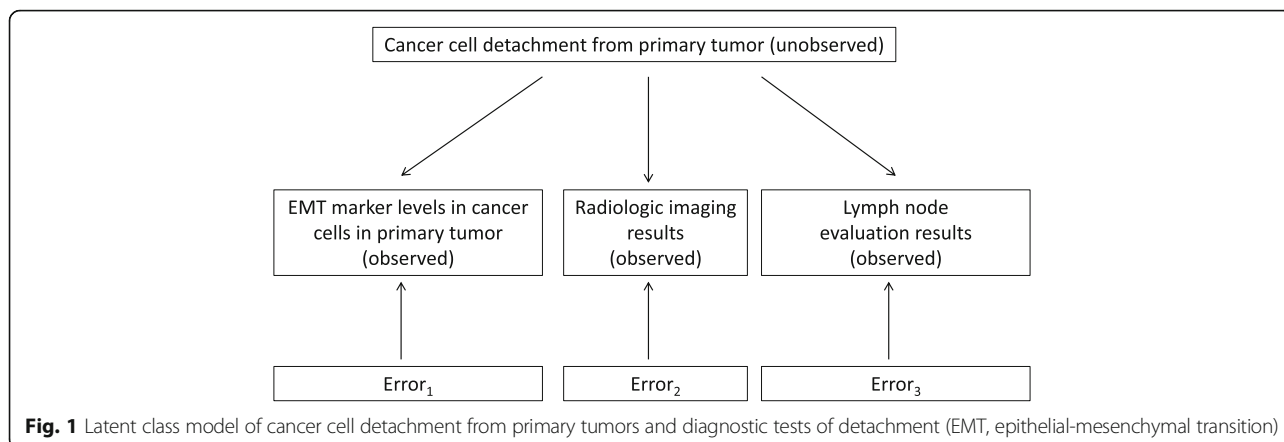 Cancer cell detachment from primary tumor (unobserved)
EMT marker levels in cancer
cells in primary tumor
(observed)
Radiologic imaging
results
(observed)
Lymph node
evaluation results
(observed)
Error1
Error2
Error3
Fig. 1 Latent class model of cancer cell detachment from primary tumors and diagnostic tests of detachment (EMT, epithelial-mesenchymal transition)